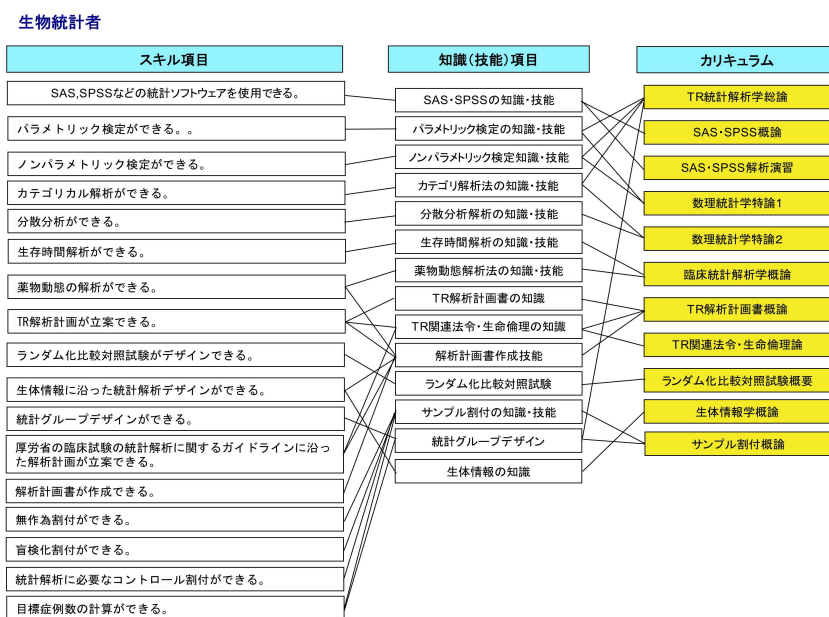 生物統計者
スキル項目
SAS,SPSSなどの統計ソフトウェアを使用できる。
パラメトリック検定ができる。。
ノンパラメトリック検定ができる。
カテゴリカル解析ができる。
分散分析ができる。
生存時間解析ができる。
薬物動態の解析ができる。
TR解析計画が立案できる。
ランダム化比較対照試験がデザインできる。
生体情報に沿った統計解析デザインができる。
統計グループデザインができる。
厚労省の臨床試験の統計解析に関するガイドラインに沿っ
た解析計画が立案できる。
解析計画書が作成できる。
無作為割付ができる。
盲検化割付ができる。
統計解析に必要なコントロール割付ができる。
目標症例数の計算ができる。
知識(技能)項目
SAS・SPSSの知識・技能
パラメトリック検定の知識・技能
ノンパラメトリック検定知識・技能
カテゴリ解析法の知識・技能
分散分析解析の知識・技能
生存時間解析の知識・技能
薬物動態解析法の知識・技能
TR解析計画書の知識
TR関連法令・生命倫理の知識
解析計画書作成技能
ランダム化比較対照試験
サンプル割付の知識・技能
統計グループデザイン
生体情報の知識
カリキュラム
TR統計解析学総論
SAS・SPSS概論
SAS・SPSS解析演習
数理統計学特論1
数理統計学特論2
臨床統計解析学概論
TR解析計画書概論
TR関連法令・生命倫理論
ランダム化比較対照試験概要
生体情報学概論
サンプル割付概論